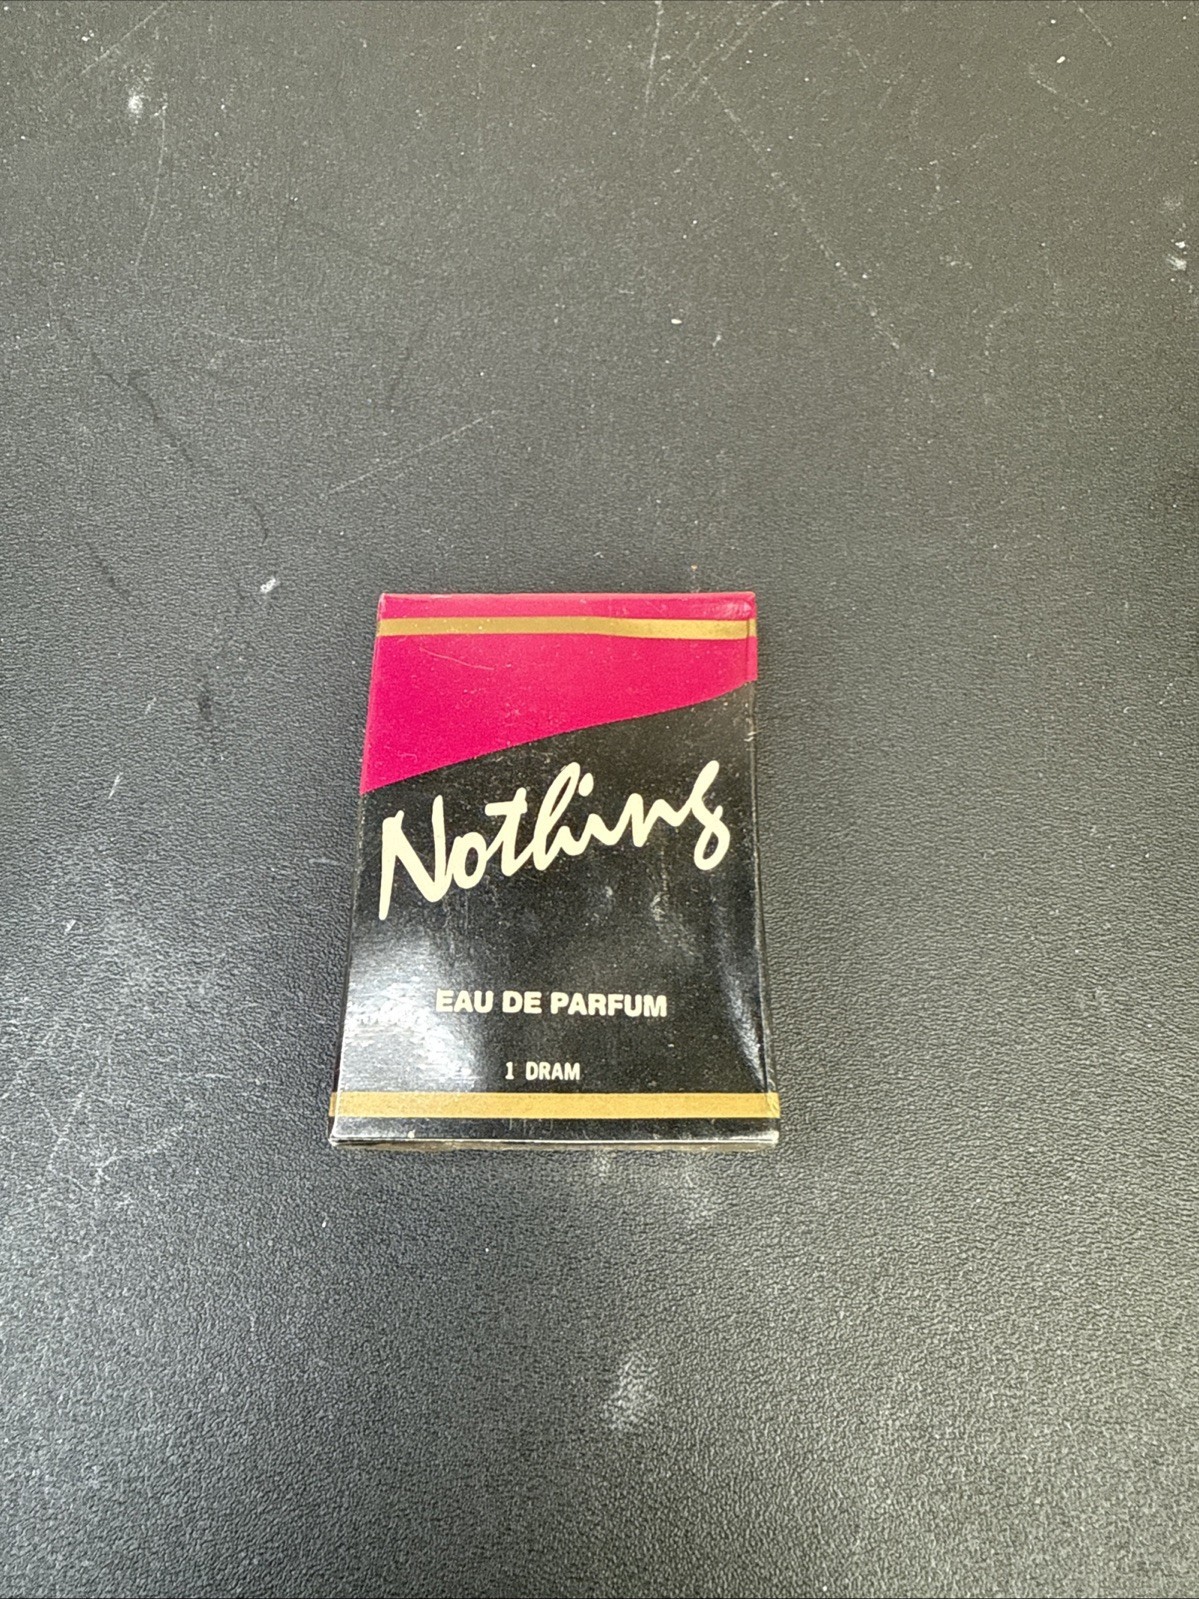 Nothing
EAU DE PARFUM
1 DRAM